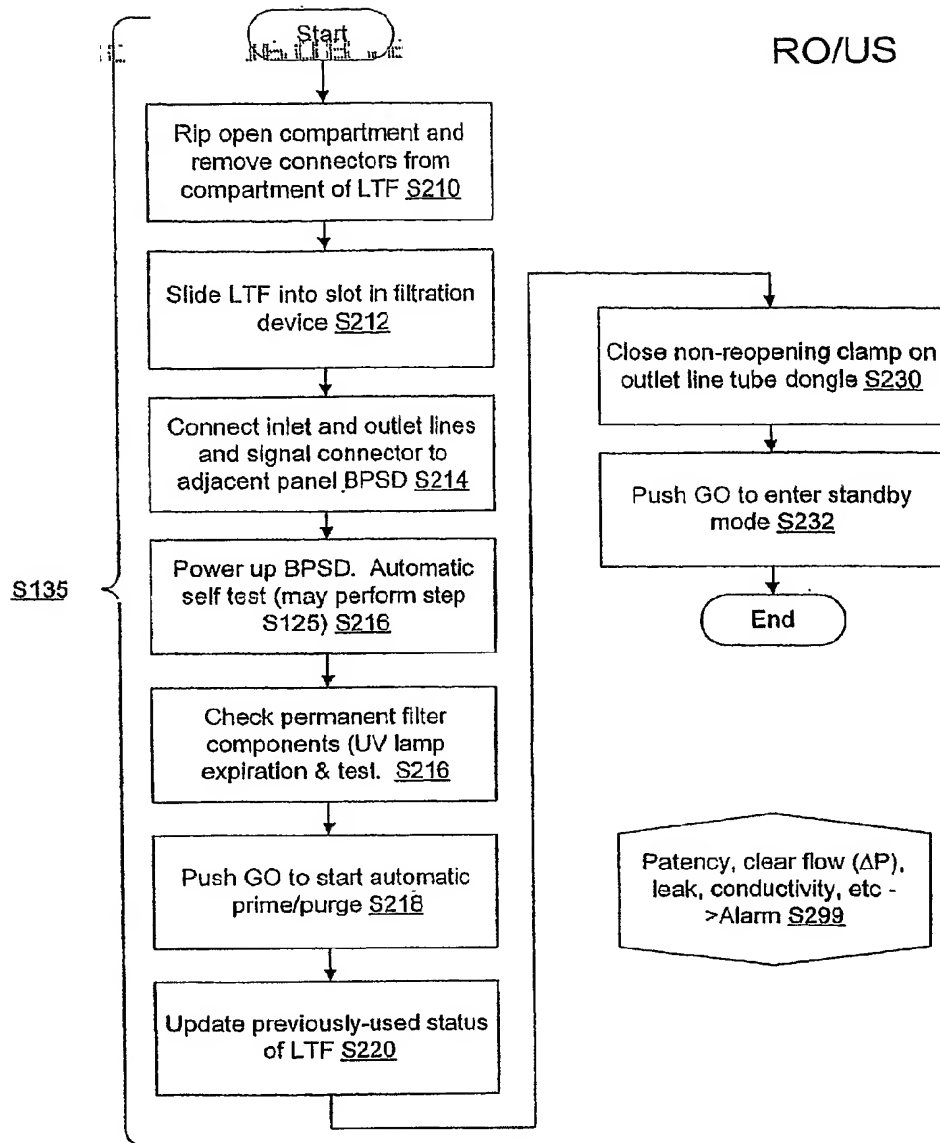 Start
RO/US
Rip open compartment and
remove connectors from
compartment of LTF S210
Slide LTF into slot in filtration
device S212
Connect inlet and outlet lines
and signal connector to
adjacent panel BPSD S214
Power up BPSD. Automatic
self test (may perform step
S125) S216
S135
Check permanent filter
components (UV lamp
expiration & test. S216
Push GO to start automatic
prime/purge S218
Update previously-used status
of LTF S220
Close non-reopening clamp on
outlet line tube dongle S230
Push GO to enter standby
mode S232
End
Patency, clear flow (ΔP),
leak, conductivity, etc -
>Alarm S299